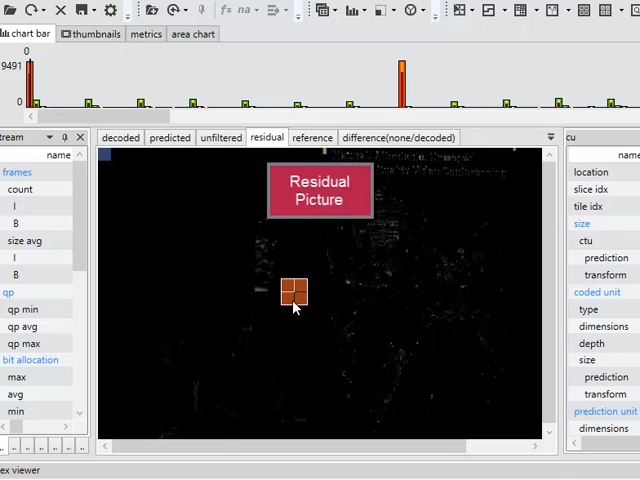 fna
chart bar thumbnails metrics area chart
0
9491
0
stream
name
frames
count
I
B
size avg
I
B
qp
qp min
qp avg
qp max
bit allocation
max
avg
min
decoded predicted unfiltered residual reference difference(none/decoded)
Residual
Picture
cu
name
location
slice idx
tile idx
size
ctu
prediction
transform
coded unit
type
dimensions
depth
size
prediction
transform
prediction unit
dimensions
ex viewer